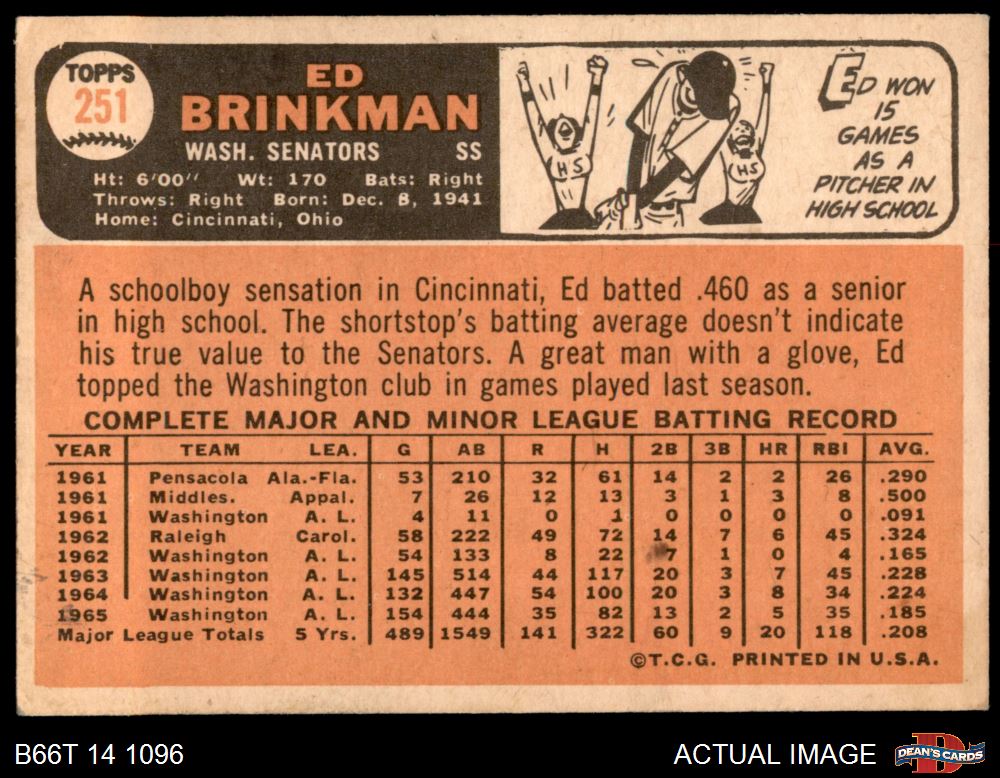 TOPPS
251
ED
BRINKMAN
WASH. SENATORS SS
Ht: 6'00" Wt: 170 Bats: Right
Throws: Right Born: Dec. 8, 1941
Home: Cincinnati, Ohio
HS
HS
ED WON
15
GAMES
AS A
PITCHER IN
HIGH SCHOOL
A schoolboy sensation in Cincinnati, Ed batted .460 as a senior
in high school. The shortstop's batting average doesn't indicate
his true value to the Senators. A great man with a glove, Ed
topped the Washington club in games played last season.
COMPLETE MAJOR AND MINOR LEAGUE BATTING RECORD
YEAR TEAM LEA. G AB R H 2B 3B HR RBI AVG.
1961 Pensacola Ala.-Fla. 53 210 32 61 14 2 2 26 .290
1961 Middles. Appal. 7 26 12 13 3 1 3 8 .500
1961 Washington A. L. 4 11 0 1 0 0 0 0 .091
1962 Raleigh Carol. 58 222 49 72 14 7 6 45 .324
1962 Washington A. L. 54 133 8 22 7 1 0 4 .165
1963 Washington A. L. 145 514 44 117 20 3 7 45 .228
1964 Washington A. L. 132 447 54 100 20 3 8 34 .224
1965 Washington A. L. 154 444 35 82 13 2 5 35 .185
Major League Totals 5 Yrs. 489 1549 141 322 60 9 20 118 .208
©T.C.G. PRINTED IN U.S.A.
B66T 14 1096
ACTUAL IMAGE
DEAN'S CARDS